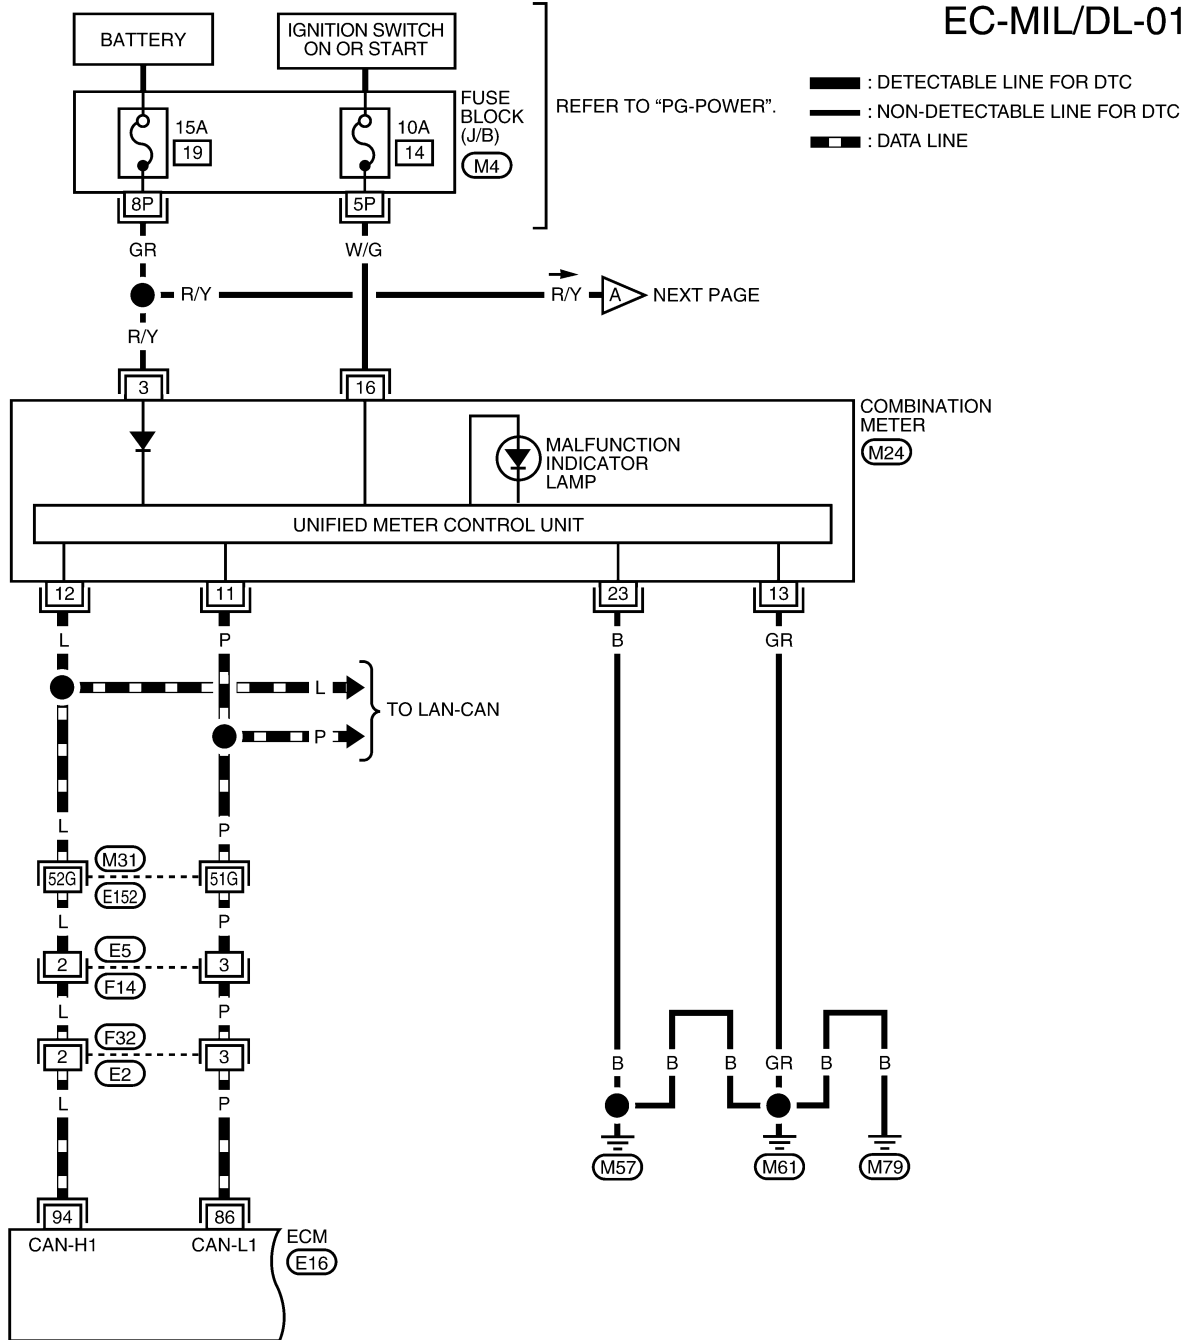 EC-MIL/DL-01
BATTERY
IGNITION SWITCH
ON OR START
FUSE
BLOCK
(J/B)
M4
REFER TO “PG-POWER”.
: DETECTABLE LINE FOR DTC
: NON-DETECTABLE LINE FOR DTC
: DATA LINE
15A
19
10A
14
8P
5P
GR
W/G
R/Y
R/Y
A
NEXT PAGE
R/Y
3
16
COMBINATION
METER
M24
MALFUNCTION
INDICATOR
LAMP
UNIFIED METER CONTROL UNIT
12
11
23
13
L
P
B
GR
L
P
TO LAN-CAN
L
P
52G
M31
E152
51G
L
P
2
E5
F14
3
L
P
2
F32
E2
3
L
P
B
B
B
GR
B
B
M57
M61
M79
94
86
CAN-H1
CAN-L1
ECM
E16